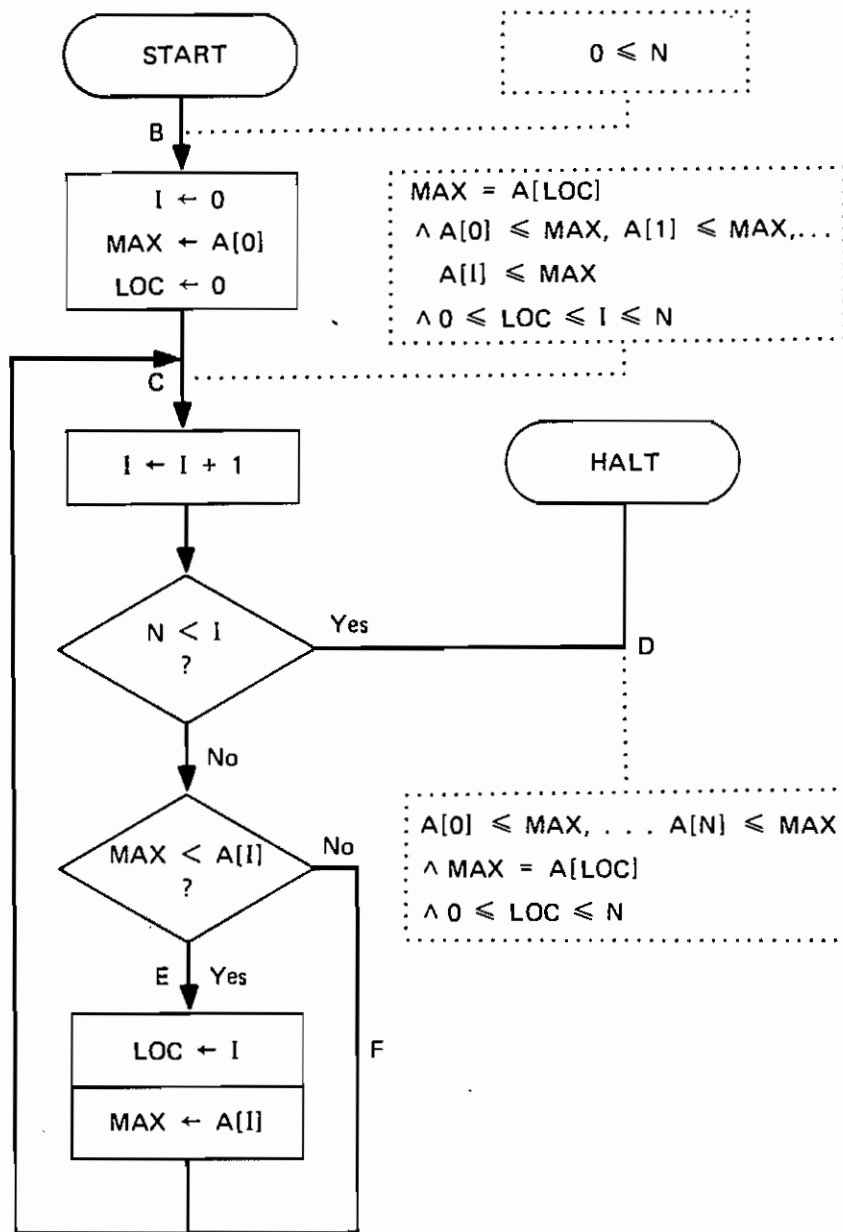 START
0 ≤ N
B
I ← 0
MAX ← A[0]
LOC ← 0
MAX = A[LOC]
∧ A[0] ≤ MAX, A[1] ≤ MAX,...
A[I] ≤ MAX
∧ 0 ≤ LOC ≤ I ≤ N
C
I ← I + 1
HALT
N < I
?
Yes
D
No
MAX < A[I]
?
No
A[0] ≤ MAX, . . . A[N] ≤ MAX
∧ MAX = A[LOC]
∧ 0 ≤ LOC ≤ N
E Yes
LOC ← I
F
MAX ← A[I]